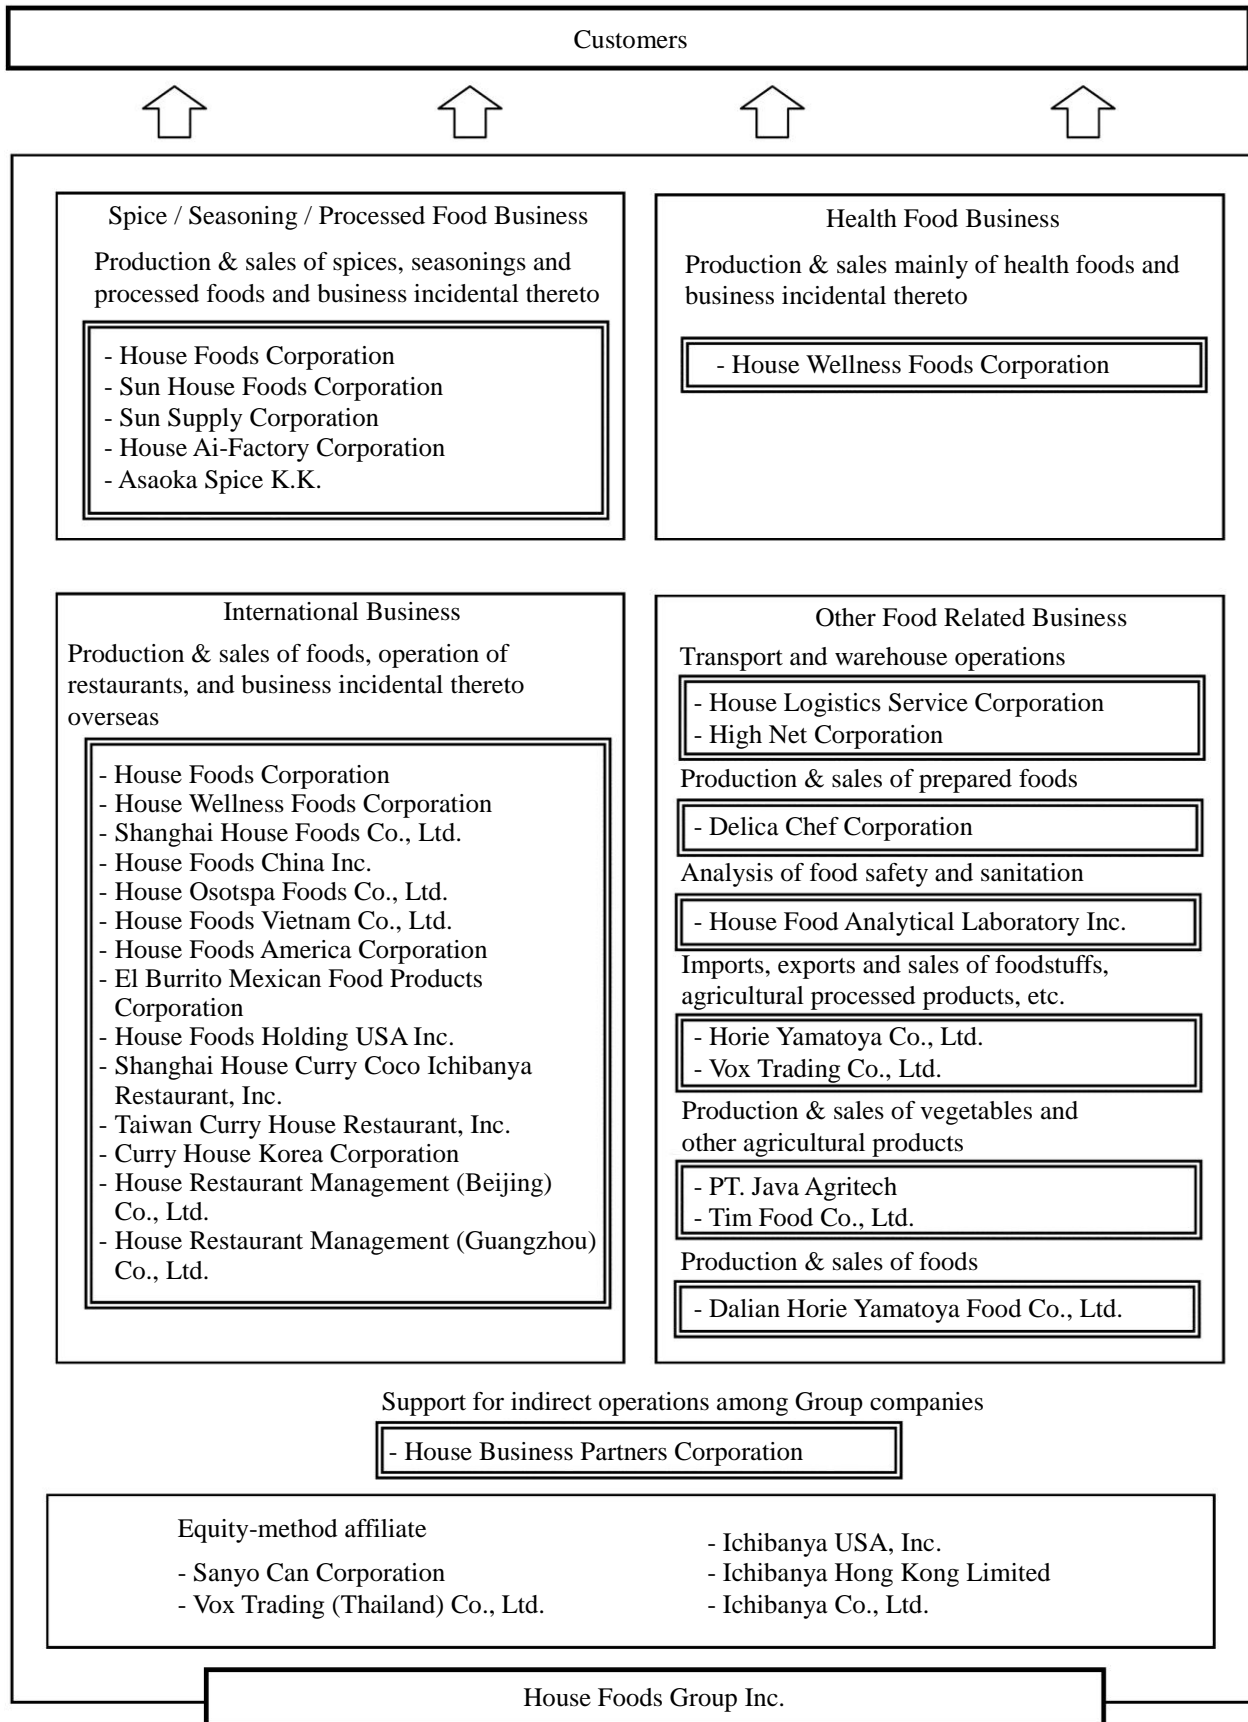 Customers
Spice / Seasoning / Processed Food Business
Production & sales of spices, seasonings and
processed foods and business incidental thereto
- House Foods Corporation
- Sun House Foods Corporation
- Sun Supply Corporation
- House Ai-Factory Corporation
- Asaoka Spice K.K.
Health Food Business
Production & sales mainly of health foods and
business incidental thereto
- House Wellness Foods Corporation
International Business
Production & sales of foods, operation of
restaurants, and business incidental thereto
overseas
- House Foods Corporation
- House Wellness Foods Corporation
- Shanghai House Foods Co., Ltd.
- House Foods China Inc.
- House Osotspa Foods Co., Ltd.
- House Foods Vietnam Co., Ltd.
- House Foods America Corporation
- El Burrito Mexican Food Products
Corporation
- House Foods Holding USA Inc.
- Shanghai House Curry Coco Ichibanya
Restaurant, Inc.
- Taiwan Curry House Restaurant, Inc.
- Curry House Korea Corporation
- House Restaurant Management (Beijing)
Co., Ltd.
- House Restaurant Management (Guangzhou)
Co., Ltd.
Other Food Related Business
Transport and warehouse operations
- House Logistics Service Corporation
- High Net Corporation
Production & sales of prepared foods
- Delica Chef Corporation
Analysis of food safety and sanitation
- House Food Analytical Laboratory Inc.
Imports, exports and sales of foodstuffs,
agricultural processed products, etc.
- Horie Yamatoya Co., Ltd.
- Vox Trading Co., Ltd.
Production & sales of vegetables and
other agricultural products
- PT. Java Agritech
- Tim Food Co., Ltd.
Production & sales of foods
- Dalian Horie Yamatoya Food Co., Ltd.
Support for indirect operations among Group companies
- House Business Partners Corporation
Equity-method affiliate
- Sanyo Can Corporation
- Vox Trading (Thailand) Co., Ltd.
- Ichibanya USA, Inc.
- Ichibanya Hong Kong Limited
- Ichibanya Co., Ltd.
House Foods Group Inc.